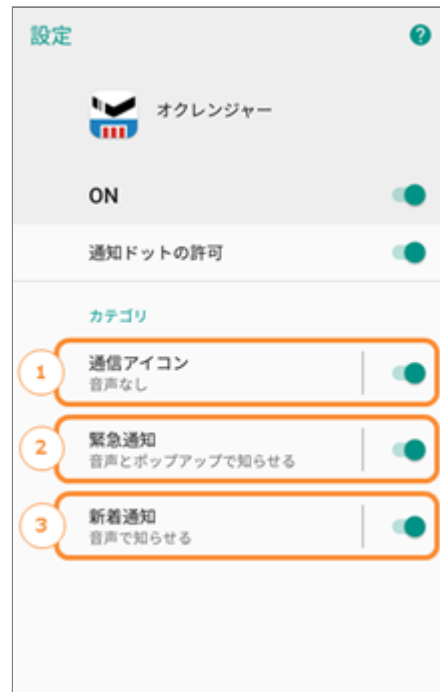 設定
オクレンジャー
ON
通知ドットの許可
カテゴリ
1
通信アイコン
音声なし
2
緊急通知
音声とポップアップで知らせる
3
新着通知
音声で知らせる